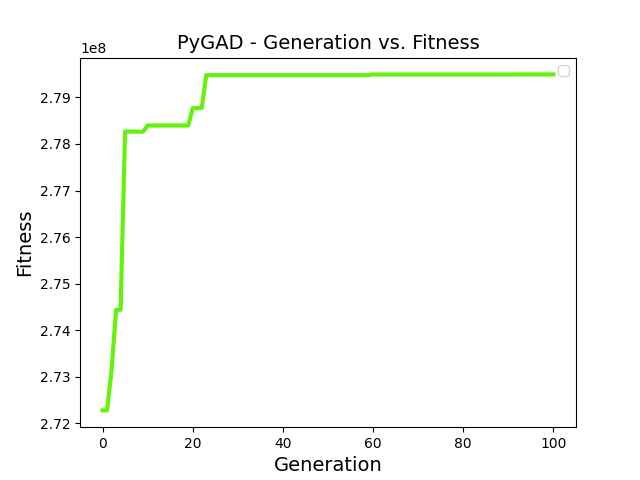 PyGAD - Generation vs. Fitness
1e8
2.79
2.78
2.77
2.76
2.75
2.74
2.73
2.72
Fitness
0 20 40 60 80 100
Generation